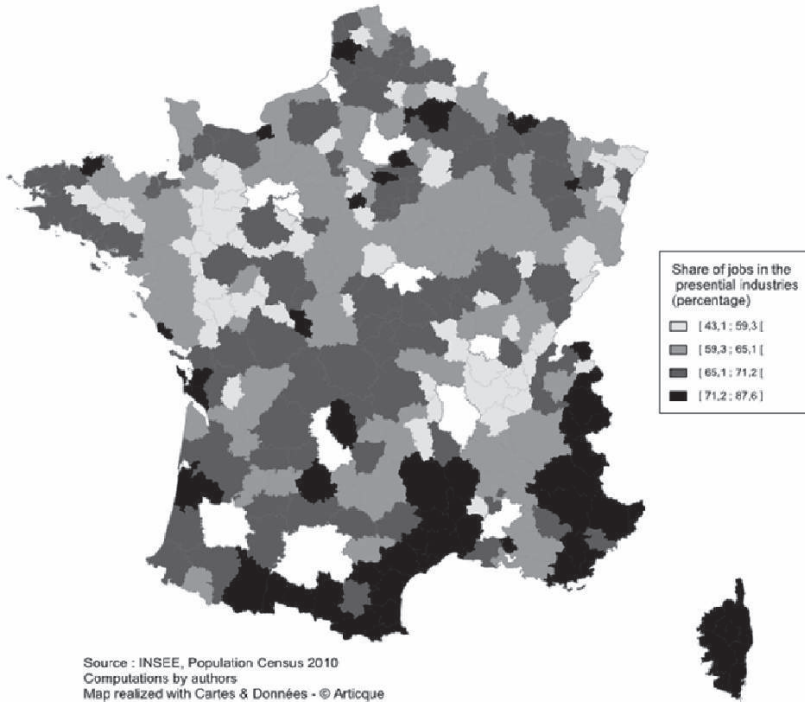 Share of jobs in the
presential industries
(percentage)
[ 43,1 ; 59,3 [
[ 59,3 ; 65,1 [
[ 65,1 ; 71,2 [
[ 71,2 ; 87,6 ]
Source : INSEE, Population Census 2010
Computations by authors
Map realized with Cartes & Données - © Articque